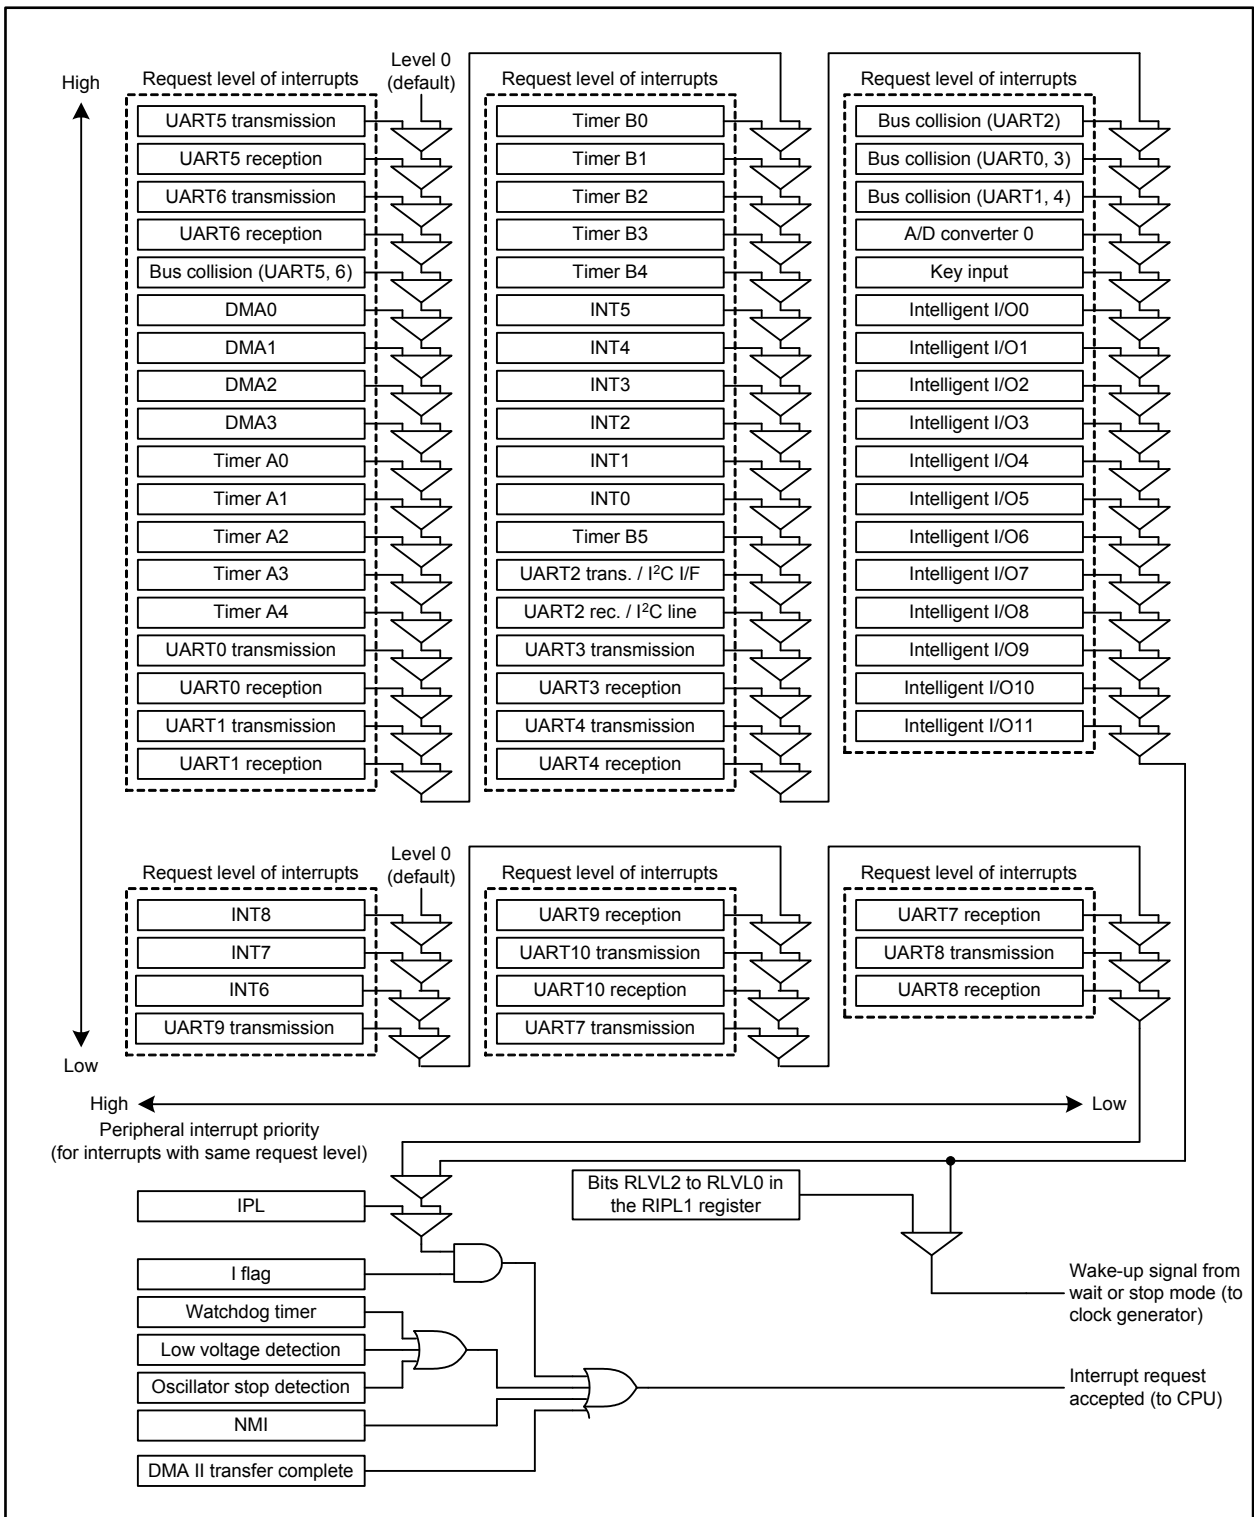 High
Level 0
(default)
Request level of interrupts
UART5 transmission
UART5 reception
UART6 transmission
UART6 reception
Bus collision (UART5, 6)
DMA0
DMA1
DMA2
DMA3
Timer A0
Timer A1
Timer A2
Timer A3
Timer A4
UART0 transmission
UART0 reception
UART1 transmission
UART1 reception
Request level of interrupts
Timer B0
Timer B1
Timer B2
Timer B3
Timer B4
INT5
INT4
INT3
INT2
INT1
INT0
Timer B5
UART2 trans. / I²C I/F
UART2 rec. / I²C line
UART3 transmission
UART3 reception
UART4 transmission
UART4 reception
Request level of interrupts
Bus collision (UART2)
Bus collision (UART0, 3)
Bus collision (UART1, 4)
A/D converter 0
Key input
Intelligent I/O0
Intelligent I/O1
Intelligent I/O2
Intelligent I/O3
Intelligent I/O4
Intelligent I/O5
Intelligent I/O6
Intelligent I/O7
Intelligent I/O8
Intelligent I/O9
Intelligent I/O10
Intelligent I/O11
Level 0
(default)
Request level of interrupts
INT8
INT7
INT6
UART9 transmission
Request level of interrupts
UART9 reception
UART10 transmission
UART10 reception
UART7 transmission
Request level of interrupts
UART7 reception
UART8 transmission
UART8 reception
Low
High
Low
Peripheral interrupt priority
(for interrupts with same request level)
IPL
Bits RLVL2 to RLVL0 in
the RIPL1 register
I flag
Watchdog timer
Low voltage detection
Oscillator stop detection
NMI
DMA II transfer complete
Wake-up signal from
wait or stop mode (to
clock generator)
Interrupt request
accepted (to CPU)